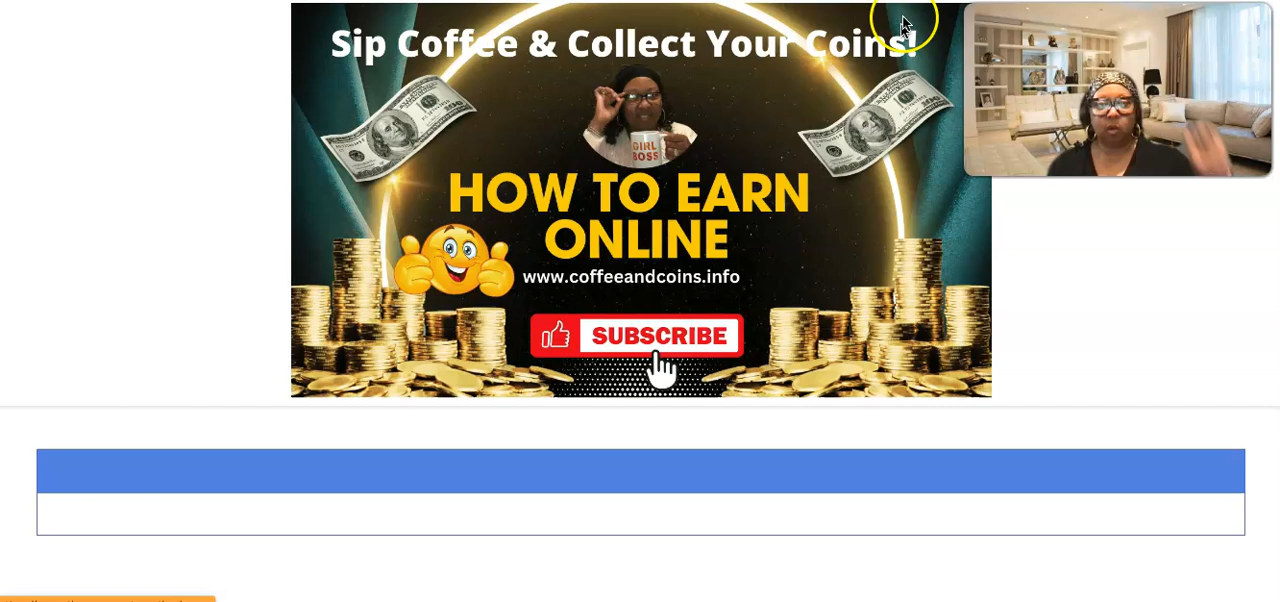 Sip Coffee & Collect Your Coins!
GIRL
BOSS
HOW TO EARN
ONLINE
www.coffeeandcoins.info
SUBSCRIBE